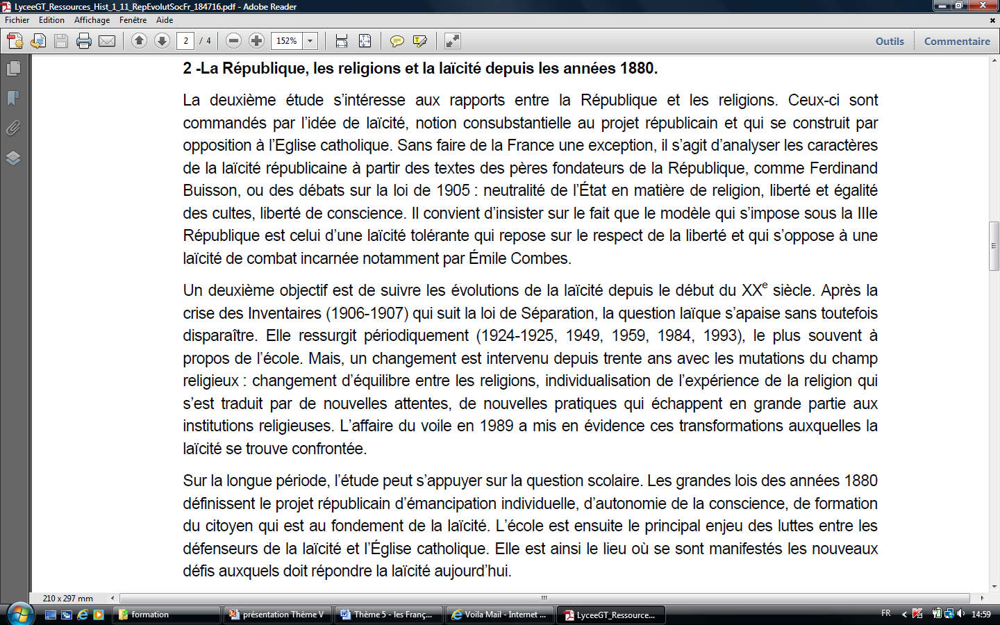 LyceeGT_Ressources_Hist_1_11_RepEvolutSocFr_184716.pdf - Adobe Reader
Fichier Edition Affichage Fenêtre Aide
2 / 4 152% Outils Commentaire
2 -La République, les religions et la laïcité depuis les années 1880.
La deuxième étude s’intéresse aux rapports entre la République et les religions. Ceux-ci sont
commandés par l’idée de laïcité, notion consubstantielle au projet républicain et qui se construit par
opposition à l’Eglise catholique. Sans faire de la France une exception, il s’agit d’analyser les caractères
de la laïcité républicaine à partir des textes des pères fondateurs de la République, comme Ferdinand
Buisson, ou des débats sur la loi de 1905 : neutralité de l’État en matière de religion, liberté et égalité
des cultes, liberté de conscience. Il convient d’insister sur le fait que le modèle qui s’impose sous la IIIe
République est celui d’une laïcité tolérante qui repose sur le respect de la liberté et qui s’oppose à une
laïcité de combat incarnée notamment par Émile Combes.
Un deuxième objectif est de suivre les évolutions de la laïcité depuis le début du XXe siècle. Après la
crise des Inventaires (1906-1907) qui suit la loi de Séparation, la question laïque s’apaise sans toutefois
disparaître. Elle ressurgit périodiquement (1924-1925, 1949, 1959, 1984, 1993), le plus souvent à
propos de l’école. Mais, un changement est intervenu depuis trente ans avec les mutations du champ
religieux : changement d’équilibre entre les religions, individualisation de l’expérience de la religion qui
s’est traduit par de nouvelles attentes, de nouvelles pratiques qui échappent en grande partie aux
institutions religieuses. L’affaire du voile en 1989 a mis en évidence ces transformations auxquelles la
laïcité se trouve confrontée.
Sur la longue période, l’étude peut s’appuyer sur la question scolaire. Les grandes lois des années 1880
définissent le projet républicain d’émancipation individuelle, d’autonomie de la conscience, de formation
du citoyen qui est au fondement de la laïcité. L’école est ensuite le principal enjeu des luttes entre les
défenseurs de la laïcité et l’Église catholique. Elle est ainsi le lieu où se sont manifestés les nouveaux
défis auxquels doit répondre la laïcité aujourd’hui.
210 x 297 mm
formation présentation Thème V Thème 5 - les Franç... Voila Mail - Internet ... LyceeGT_Ressource... FR 14:59